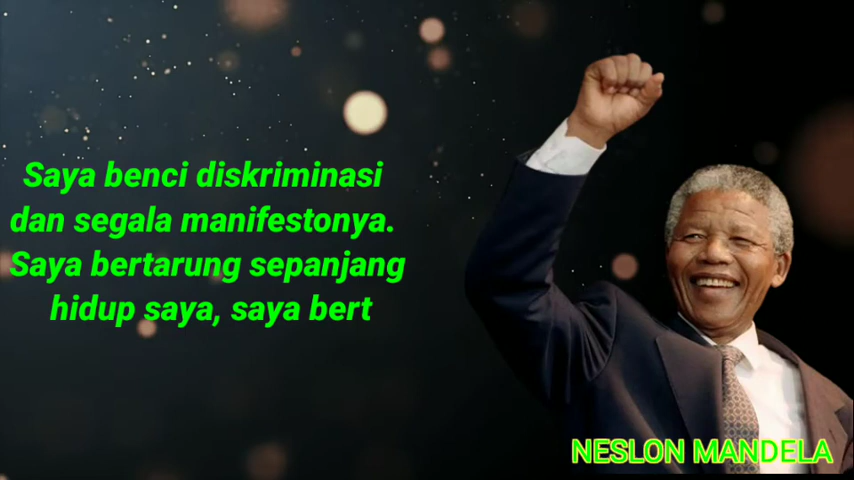 Saya benci diskriminasi
dan segala manifestonya.
Saya bertarung sepanjang
hidup saya, saya bert
NESLON MANDELA